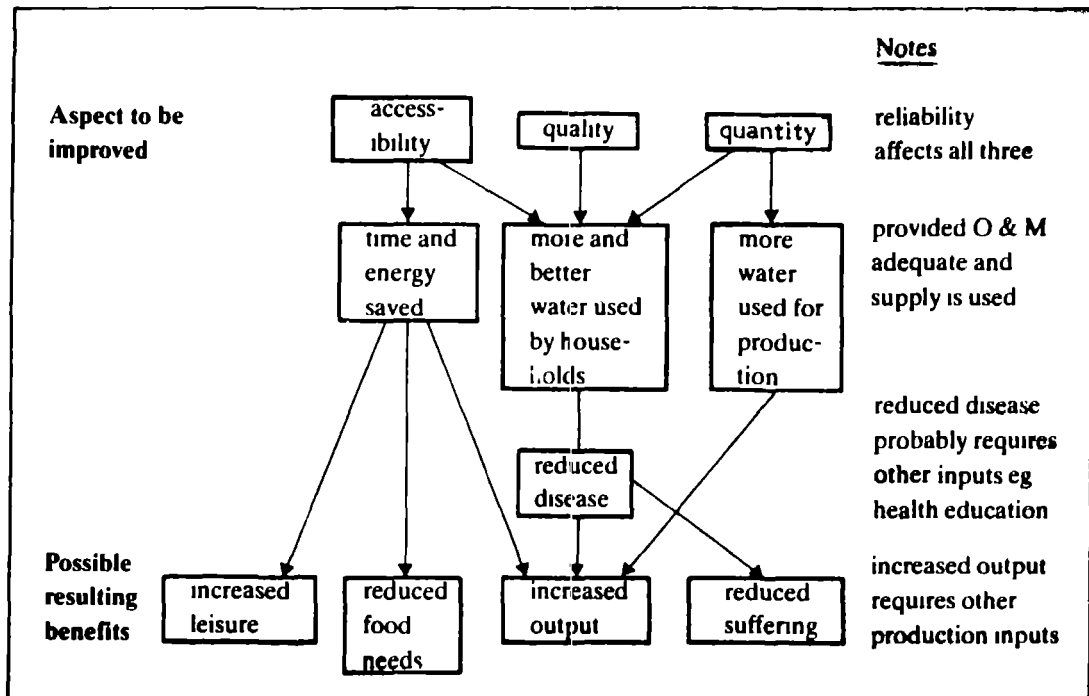 Notes
Aspect to be
improved
access-
ibility
quality
quantity
reliability
affects all three
time and
energy
saved
more and
better
water used
by house-
holds
more
water
used for
produc-
tion
provided O & M
adequate and
supply is used
reduced
disease
reduced disease
probably requires
other inputs eg
health education
Possible
resulting
benefits
increased
leisure
reduced
food
needs
increased
output
reduced
suffering
increased output
requires other
production inputs